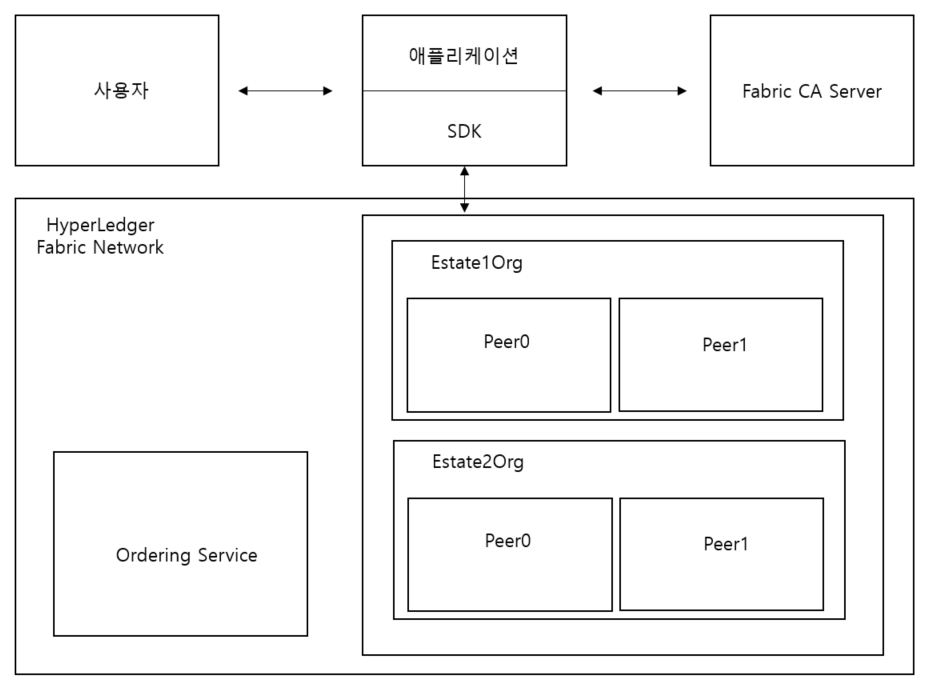 사용자
애플리케이션
SDK
Fabric CA Server
HyperLedger
Fabric Network
Estate1Org
Peer0
Peer1
Estate2Org
Peer0
Peer1
Ordering Service